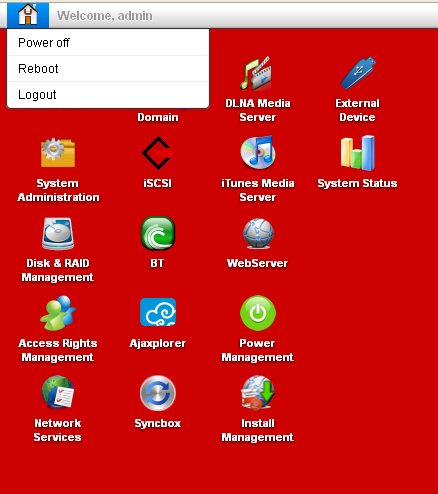 Welcome, admin
Power off
Reboot
Logout
Domain
DLNA Media
Server
External
Device
System
Administration
iSCSI
iTunes Media
Server
System Status
Disk & RAID
Management
BT
WebServer
Access Rights
Management
Ajaxplorer
Power
Management
Network
Services
Syncbox
Install
Management